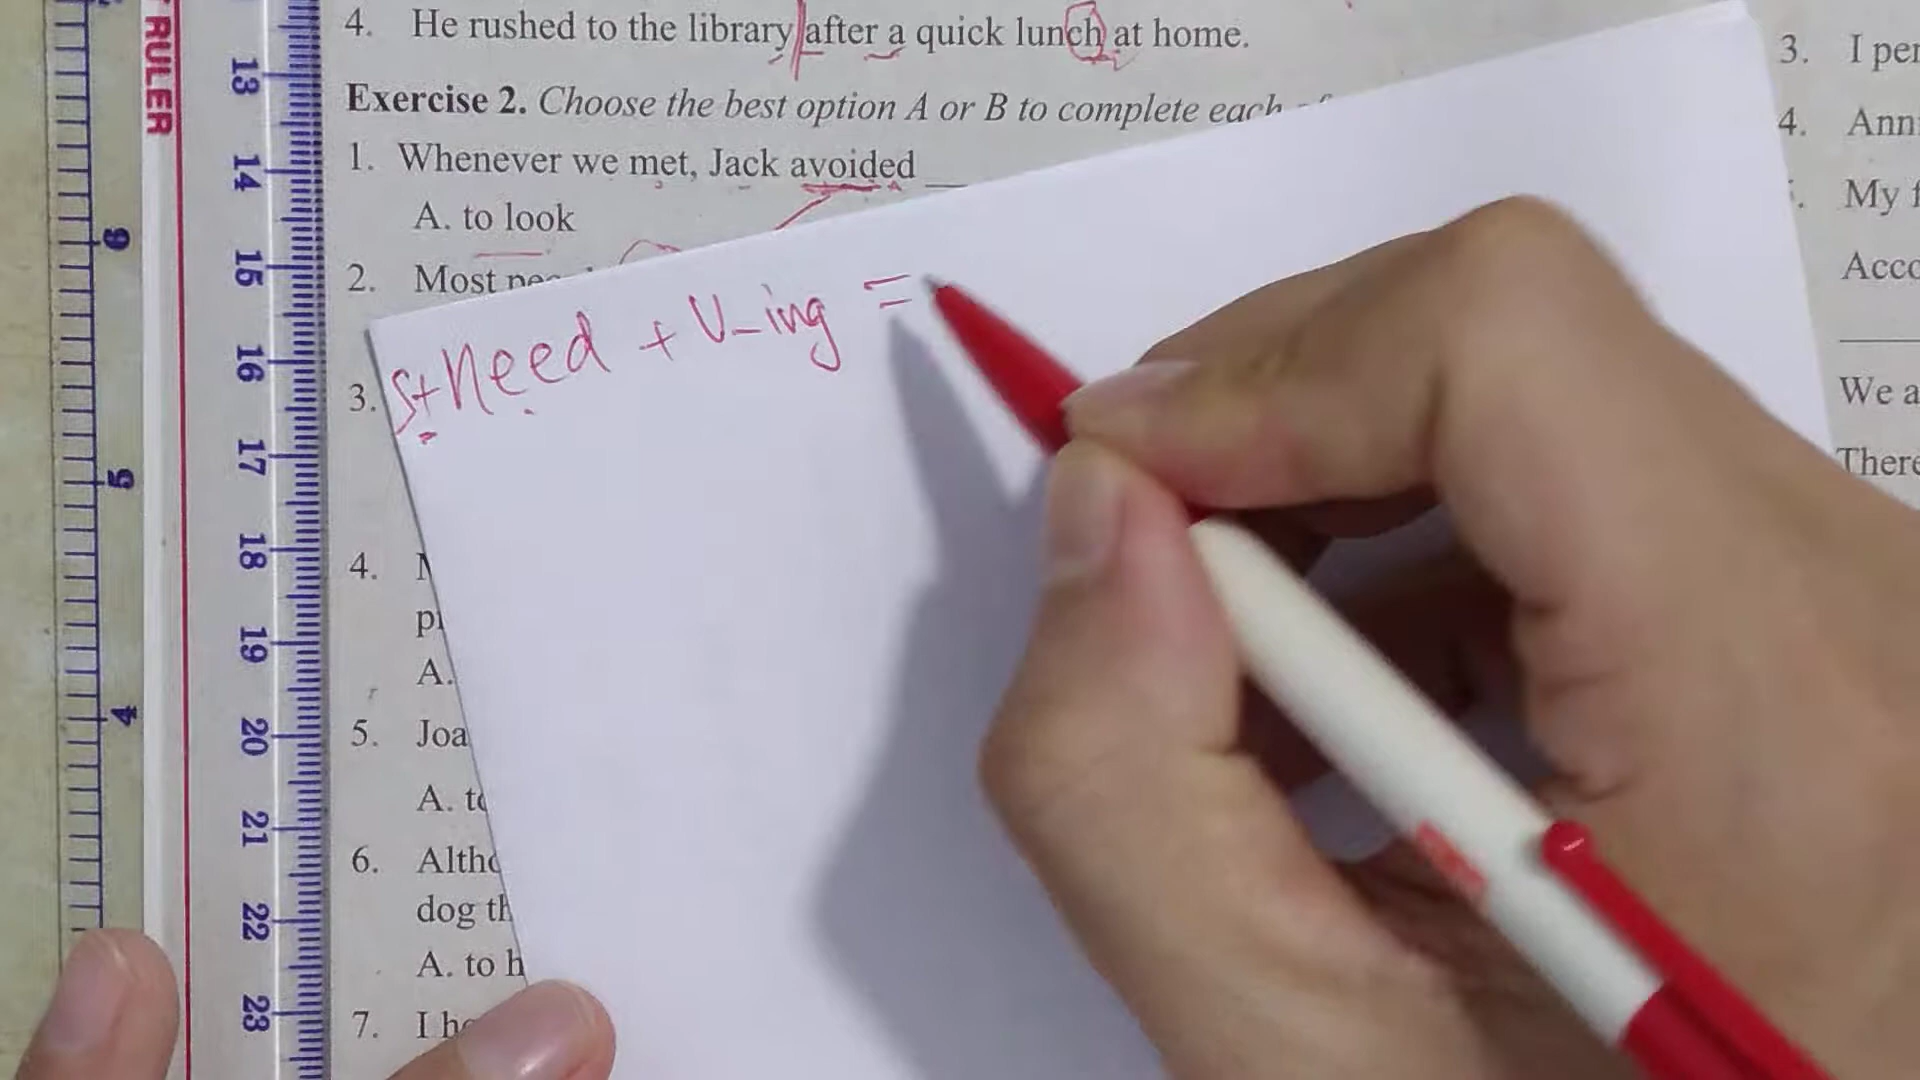 4. He rushed to the library after a quick lunch at home.
Exercise 2. Choose the best option A or B to complete each of
1. Whenever we met, Jack avoided
A. to look
2. Most
S + Need + V_ing =
3.
4.
A.
5. Joa
A. to
6. Altho
dog th
A. to h
7. I
3. I per
4. Ann
My f
Acco
We a
There
RULER
13
14
15
16
17
18
19
20
21
22
23
6
5
4